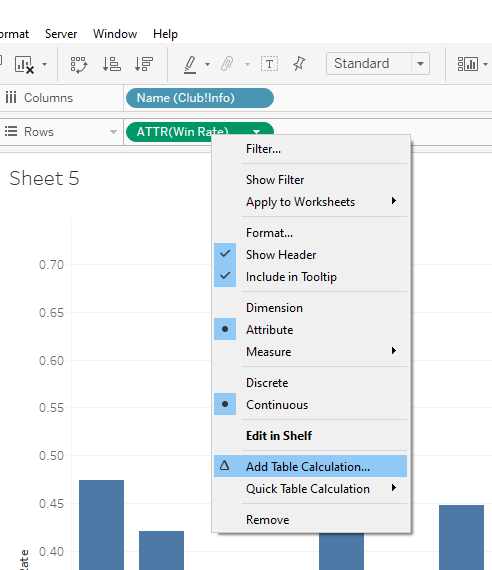 ormat Server Window Help
Standard
Columns Name (Club!Info)
Rows ATTR(Win Rate)
Sheet 5
Filter...
Show Filter
Apply to Worksheets
Format...
Show Header
Include in Tooltip
Dimension
Attribute
Measure
Discrete
Continuous
Edit in Shelf
Add Table Calculation...
Quick Table Calculation
Remove
0.70
0.65
0.60
0.55
0.50
0.45
0.40
Rate